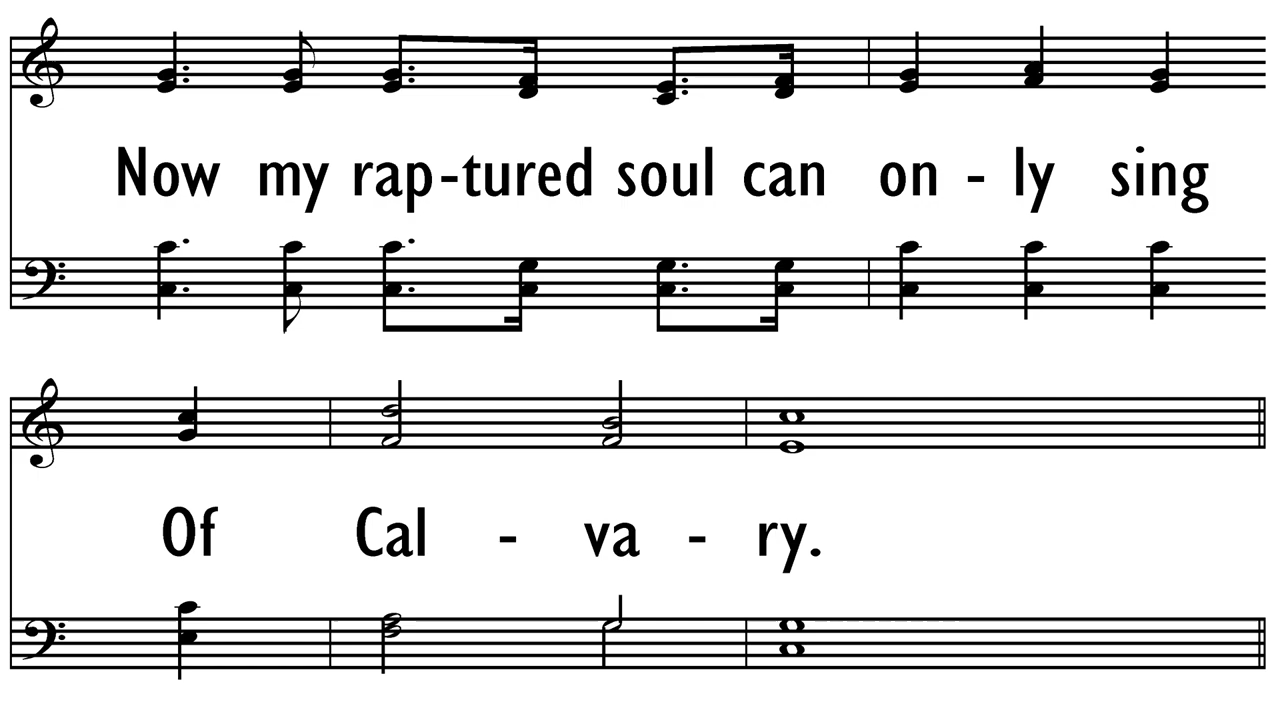 Now my rap-tured soul can on - ly sing
Of Cal - va - ry.